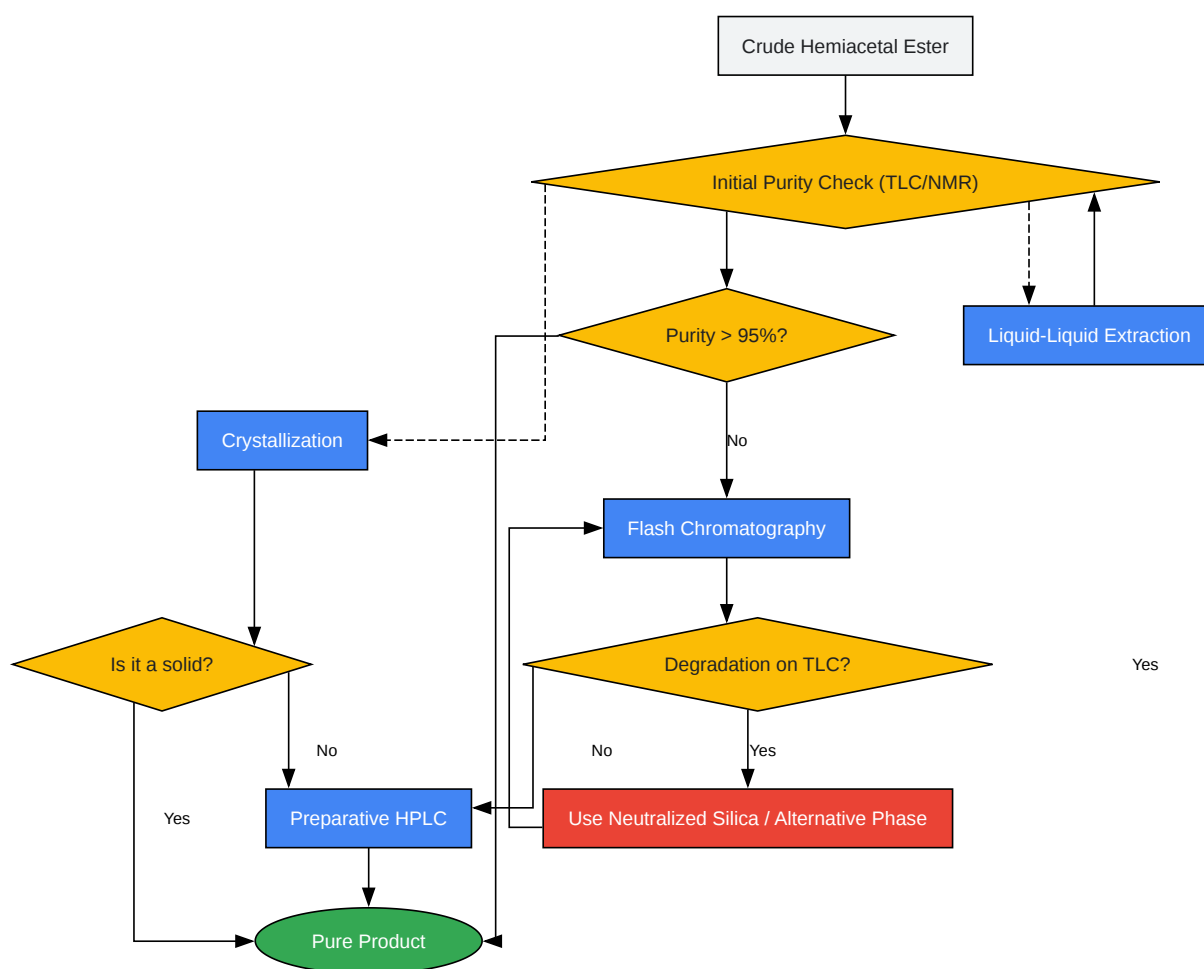 Crude Hemiacetal Ester
Initial Purity Check (TLC/NMR)
Purity > 95%?
Liquid-Liquid Extraction
Crystallization
No
Flash Chromatography
Is it a solid?
Degradation on TLC?
Yes
No
No
Yes
Yes
Preparative HPLC
Use Neutralized Silica / Alternative Phase
Pure Product